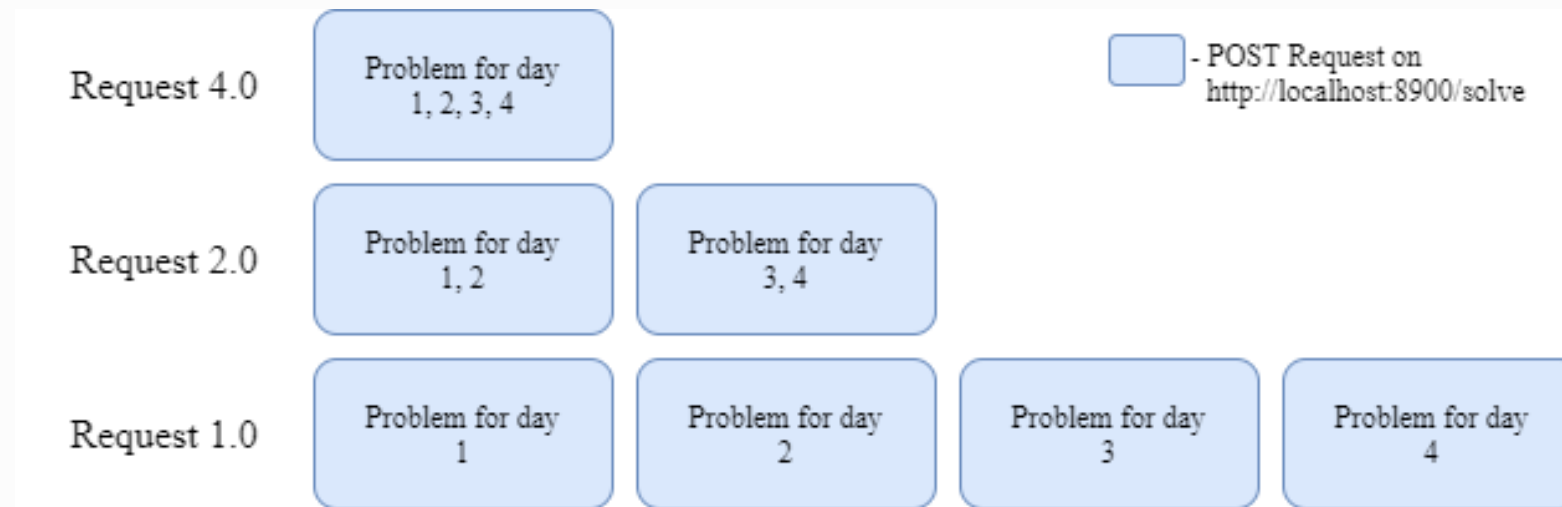 Request 4.0
Problem for day
1, 2, 3, 4
- POST Request on
http://localhost:8900/solve
Request 2.0
Problem for day
1, 2
Problem for day
3, 4
Request 1.0
Problem for day
1
Problem for day
2
Problem for day
3
Problem for day
4